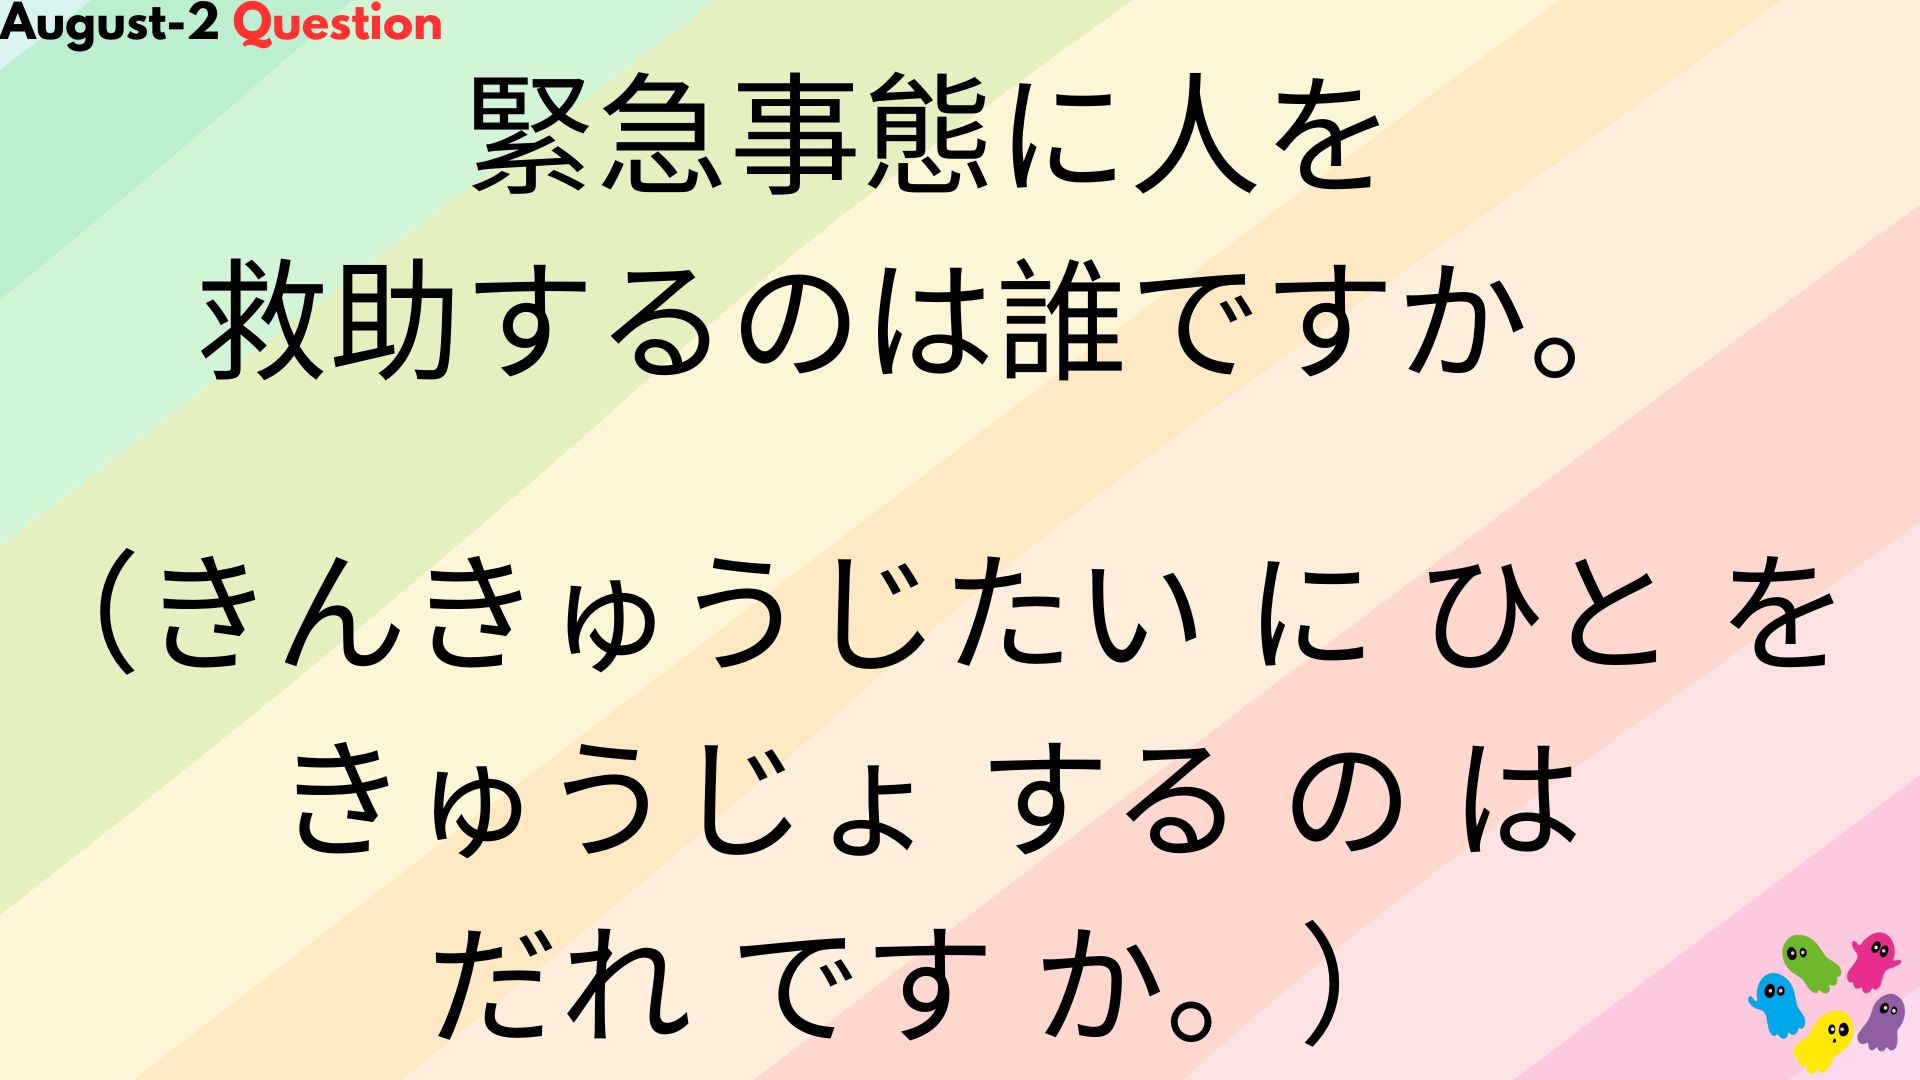 August-2 Question
緊急事態に人を
救助するのは誰ですか。
（きんきゅうじたい に ひと を
きゅうじょ する の は
だれ です か。）